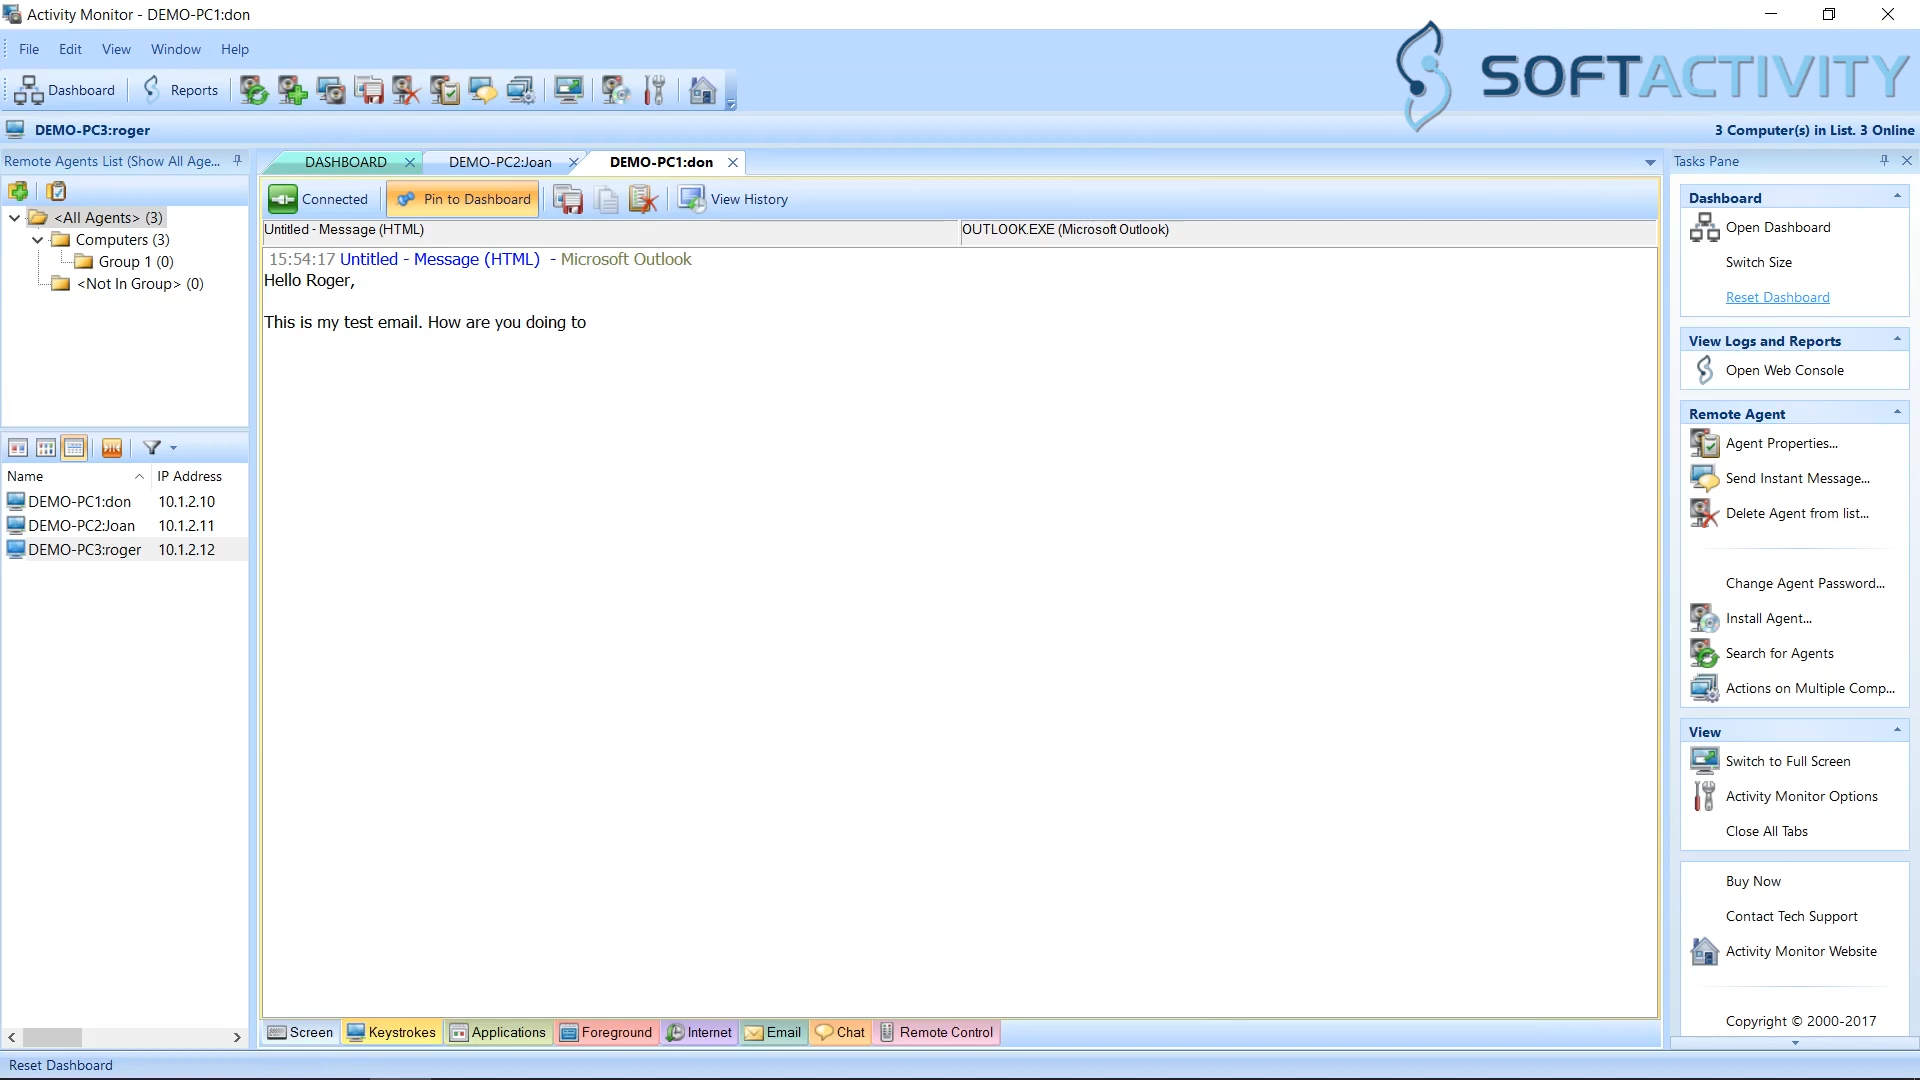 Activity Monitor - DEMO-PC1:don
File Edit View Window Help
Dashboard Reports
SOFTACTIVITY
DEMO-PC3:roger
3 Computer(s) in List. 3 Online
Remote Agents List (Show All Age...
<All Agents> (3)
Computers (3)
Group 1 (0)
<Not In Group> (0)
Name IP Address
DEMO-PC1:don 10.1.2.10
DEMO-PC2:Joan 10.1.2.11
DEMO-PC3:roger 10.1.2.12
DASHBOARD DEMO-PC2:Joan DEMO-PC1:don
Connected Pin to Dashboard View History
Untitled - Message (HTML) OUTLOOK.EXE (Microsoft Outlook)
15:54:17 Untitled - Message (HTML) - Microsoft Outlook
Hello Roger,
This is my test email. How are you doing to
Screen Keystrokes Applications Foreground Internet Email Chat Remote Control
Tasks Pane
Dashboard
Open Dashboard
Switch Size
Reset Dashboard
View Logs and Reports
Open Web Console
Remote Agent
Agent Properties...
Send Instant Message...
Delete Agent from list...
Change Agent Password...
Install Agent...
Search for Agents
Actions on Multiple Comp...
View
Switch to Full Screen
Activity Monitor Options
Close All Tabs
Buy Now
Contact Tech Support
Activity Monitor Website
Copyright © 2000-2017
Reset Dashboard